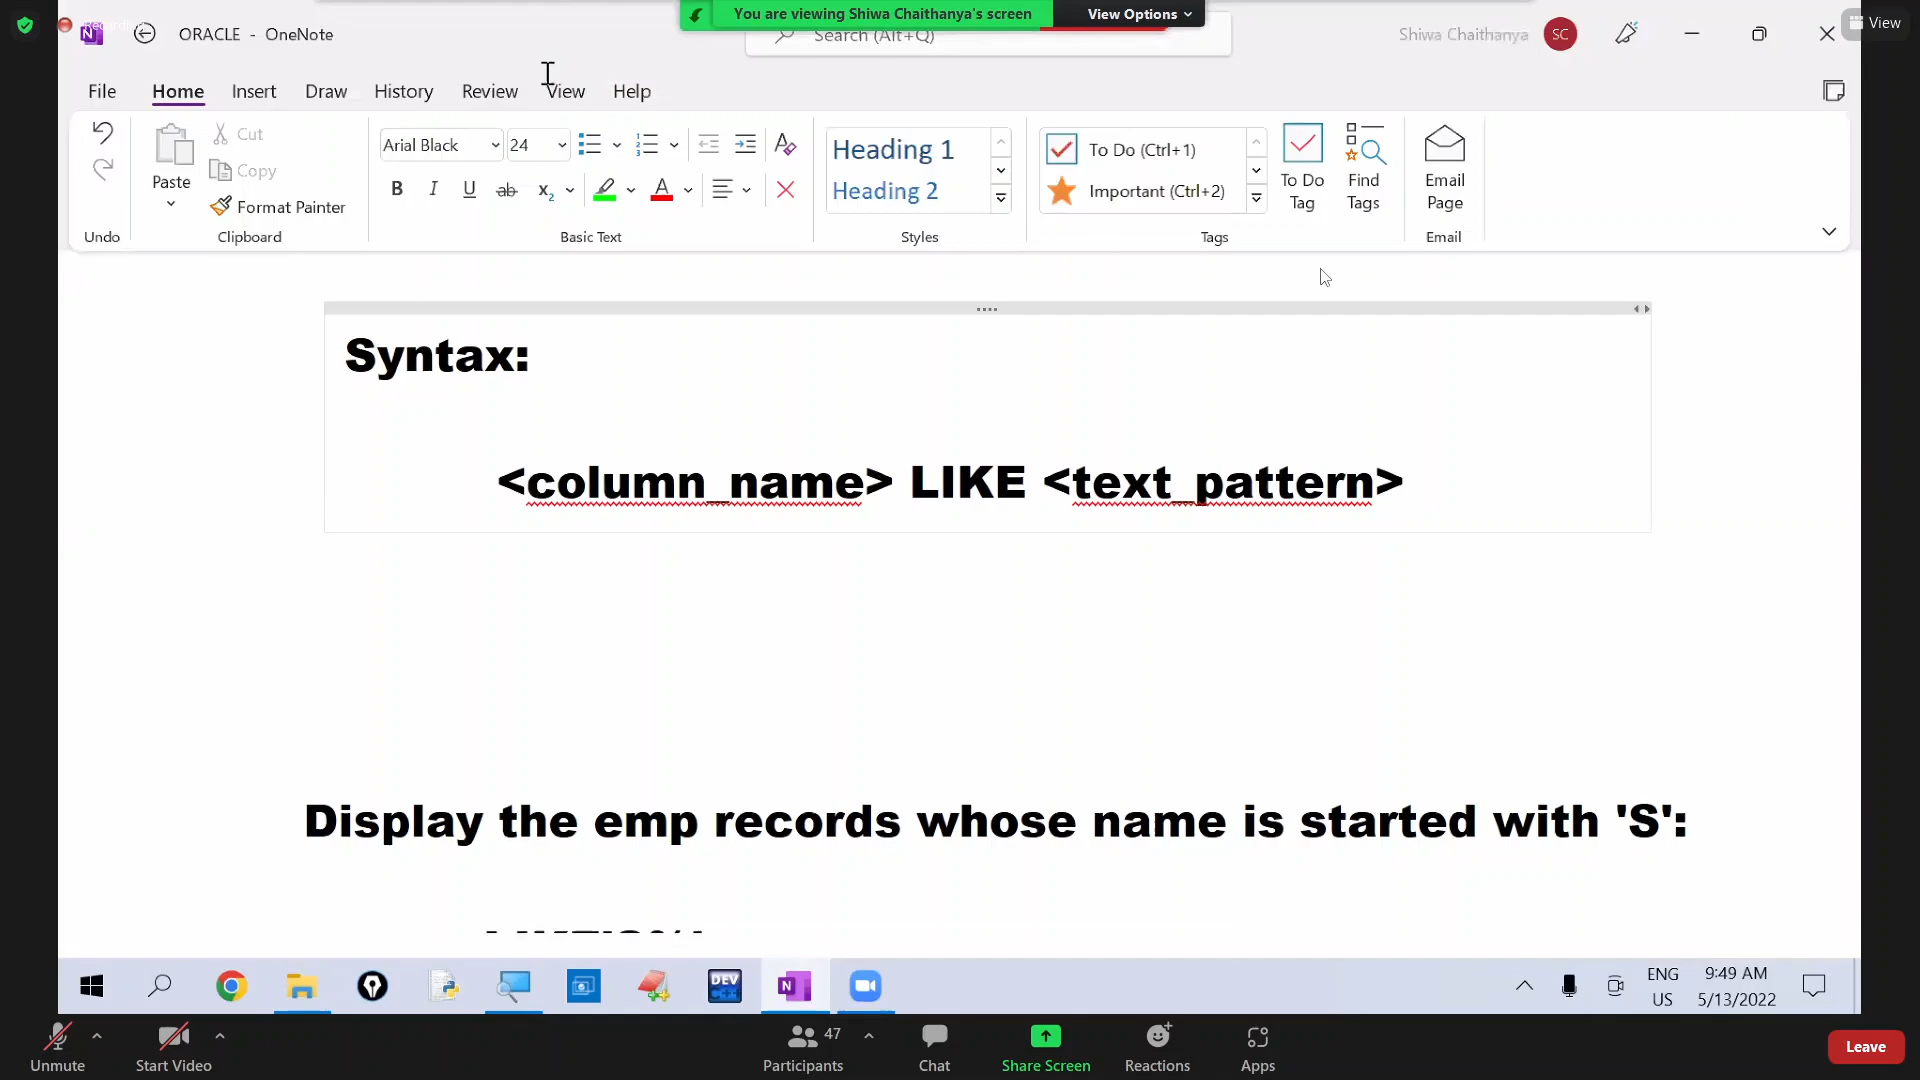 You are viewing Shiwa Chaithanya's screen
View Options
View
Recording
ORACLE - OneNote
Search (Alt+Q)
Shiwa Chaithanya
SC
File Home Insert Draw History Review View Help
Paste
Cut
Copy
Format Painter
Arial Black
24
B I U ab x2
A
Heading 1
Heading 2
To Do (Ctrl+1)
Important (Ctrl+2)
To Do
Tag
Find
Tags
Email
Page
Undo Clipboard Basic Text Styles Tags Email
Syntax:
<column_name> LIKE <text_pattern>
Display the emp records whose name is started with 'S':
DEV
ENG
US
9:49 AM
5/13/2022
Unmute
Start Video
47
Participants
Chat
Share Screen
Reactions
Apps
Leave